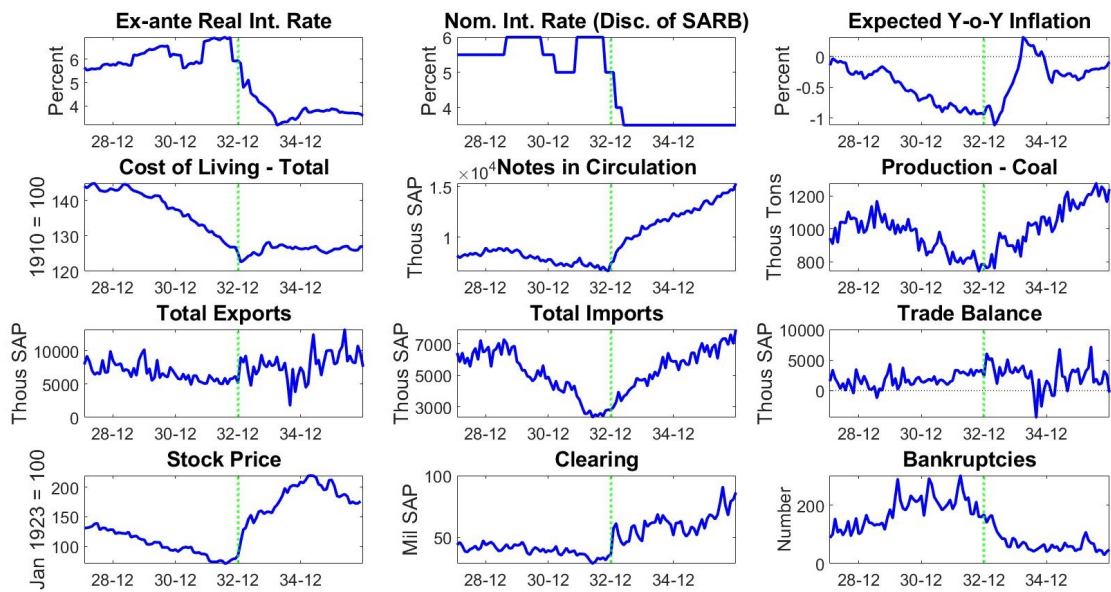 Ex-ante Real Int. Rate
Percent
6
4
28-12 30-12 32-12 34-12
Nom. Int. Rate (Disc. of SARB)
Percent
6
5
4
28-12 30-12 32-12 34-12
Expected Y-o-Y Inflation
Percent
0
-0.5
-1
28-12 30-12 32-12 34-12
Cost of Living - Total
1910 = 100
140
130
120
28-12 30-12 32-12 34-12
Notes in Circulation
×10⁴
Thous SAP
1.5
1
28-12 30-12 32-12 34-12
Production - Coal
Thous Tons
1200
1000
800
28-12 30-12 32-12 34-12
Total Exports
Thous SAP
10000
5000
0
28-12 30-12 32-12 34-12
Total Imports
Thous SAP
7000
5000
3000
28-12 30-12 32-12 34-12
Trade Balance
Thous SAP
10000
5000
0
28-12 30-12 32-12 34-12
Stock Price
Jan 1923 = 100
200
150
100
28-12 30-12 32-12 34-12
Clearing
Mil SAP
100
50
28-12 30-12 32-12 34-12
Bankruptcies
Number
200
0
28-12 30-12 32-12 34-12